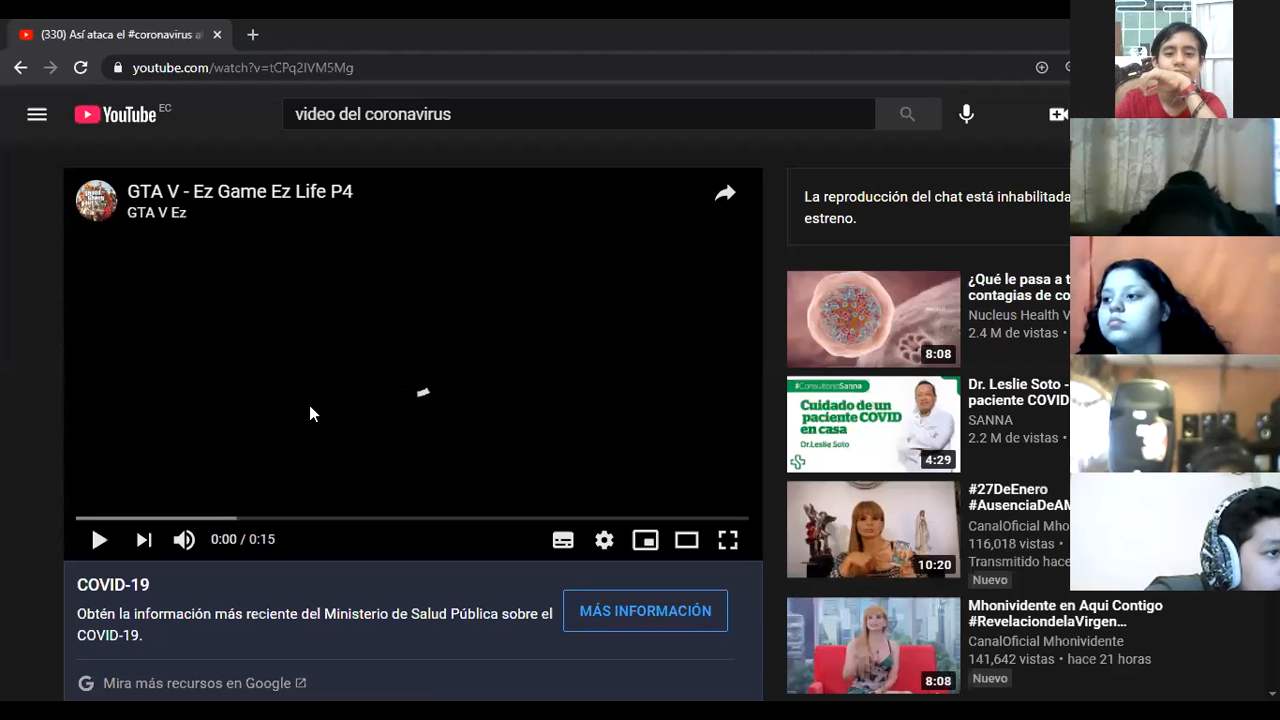 (330) Así ataca el #coronavirus al
youtube.com/watch?v=tCPq2IVM5Mg
YouTube EC
video del coronavirus
GTA V - Ez Game Ez Life P4
GTA V Ez
0:00 / 0:15
COVID-19
Obtén la información más reciente del Ministerio de Salud Pública sobre el
COVID-19.
MÁS INFORMACIÓN
Mira más recursos en Google
La reproducción del chat está inhabilitada
estreno.
8:08
¿Qué le pasa a t
contagias de co
Nucleus Health V
2.4 M de vistas •
#ConsultorioSanna
Cuidado de un
paciente COVID
en casa
Dr.Leslie Soto
4:29
Dr. Leslie Soto -
paciente COVID
SANNA
2.2 M de vistas •
10:20
#27DeEnero
#AusenciaDeAM
CanalOficial Mho
116,018 vistas •
Transmitido hace
Nuevo
8:08
Mhonividente en Aqui Contigo
#RevelaciondelaVirgen...
CanalOficial Mhonividente
141,642 vistas • hace 21 horas
Nuevo